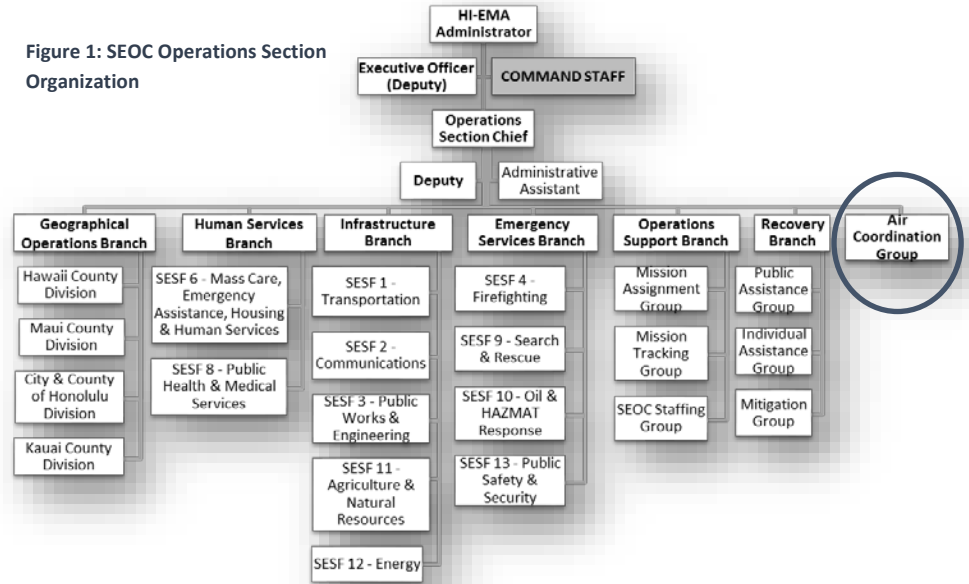 Figure 1: SEOC Operations Section
Organization
HI-EMA
Administrator
Executive Officer
(Deputy)
COMMAND STAFF
Operations
Section Chief
Deputy
Administrative
Assistant
Geographical
Operations Branch
Human Services
Branch
Infrastructure
Branch
Emergency
Services Branch
Operations
Support Branch
Recovery
Branch
Air
Coordination
Group
Hawaii County
Division
Maui County
Division
City & County
of Honolulu
Division
Kauai County
Division
SESF 6 - Mass Care,
Emergency
Assistance, Housing
& Human Services
SESF 8 - Public
Health & Medical
Services
SESF 1 -
Transportation
SESF 2 -
Communications
SESF 3 - Public
Works &
Engineering
SESF 11 -
Agriculture &
Natural
Resources
SESF 12 - Energy
SESF 4 -
Firefighting
SESF 9 - Search
& Rescue
SESF 10 - Oil &
HAZMAT
Response
SESF 13 - Public
Safety &
Security
Mission
Assignment
Group
Mission
Tracking
Group
SEOC Staffing
Group
Public
Assistance
Group
Individual
Assistance
Group
Mitigation
Group